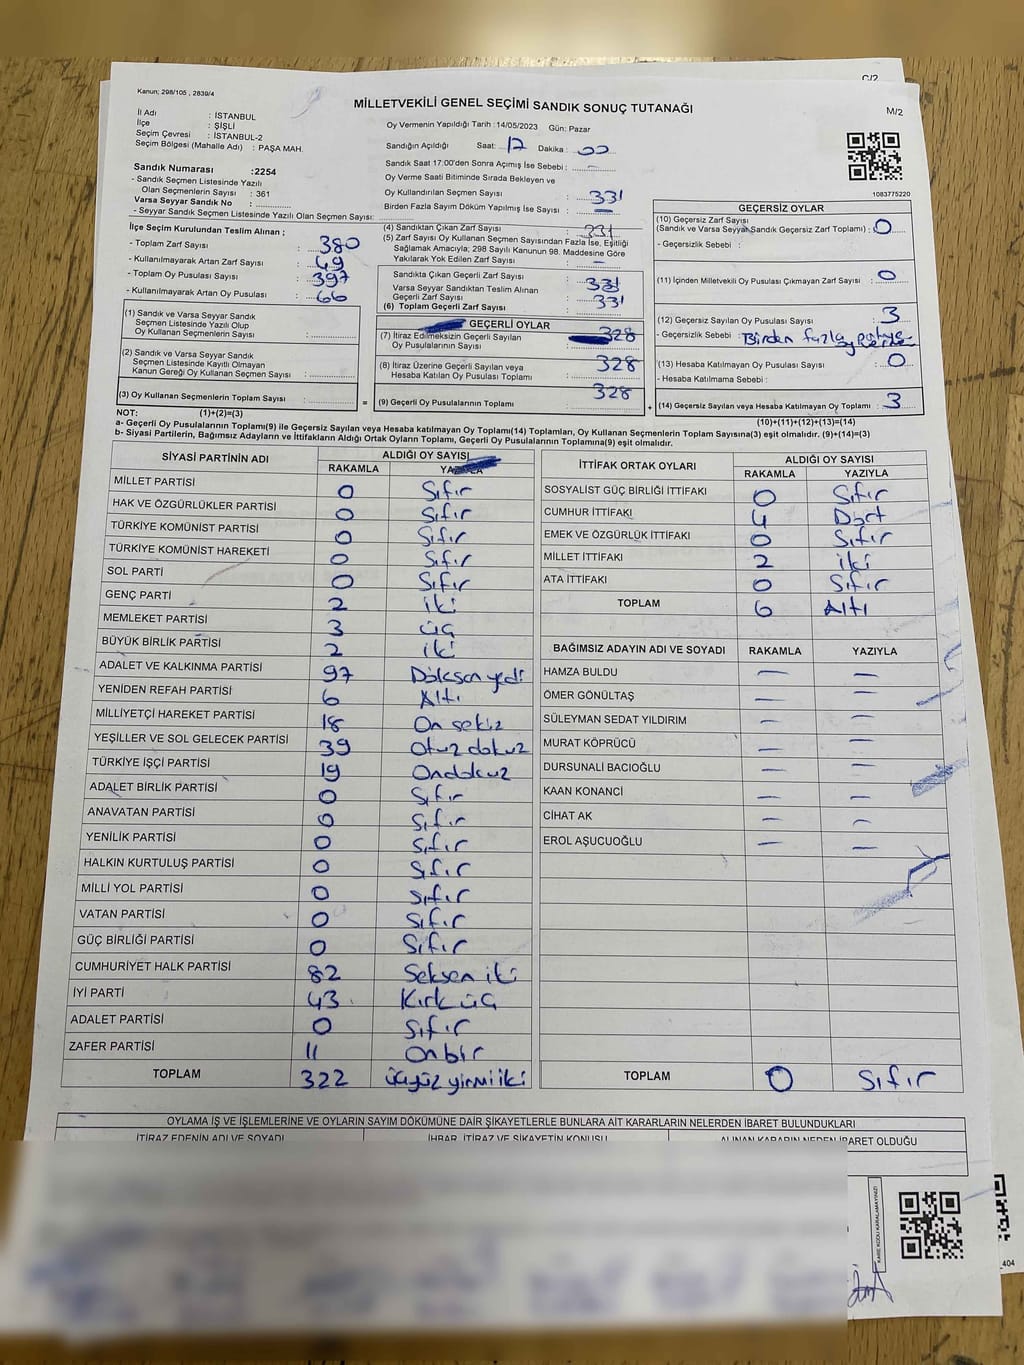 C/2
Kanun; 298/105 , 2839/4
MİLLETVEKİLİ GENEL SEÇİMİ SANDIK SONUÇ TUTANAĞI
M/2
İl Adı : İSTANBUL
İlçe : ŞİŞLİ
Seçim Çevresi : İSTANBUL-2
Seçim Bölgesi (Mahalle Adı) : PAŞA MAH.
Sandık Numarası :2254
- Sandık Seçmen Listesinde Yazılı
Olan Seçmenlerin Sayısı : 361
Varsa Seyyar Sandık No :
- Seyyar Sandık Seçmen Listesinde Yazılı Olan Seçmen Sayısı:
Oy Vermenin Yapıldığı Tarih :14/05/2023 Gün: Pazar
Sandığın Açıldığı Saat: 17 Dakika : 00
Sandık Saat 17:00'den Sonra Açımış İse Sebebi : —
Oy Verme Saati Bitiminde Sırada Bekleyen ve
Oy Kullandırılan Seçmen Sayısı : 331
Birden Fazla Sayım Döküm Yapılmış İse Sayısı : —
1083775220
İlçe Seçim Kurulundan Teslim Alınan ;
- Toplam Zarf Sayısı : 380
- Kullanılmayarak Artan Zarf Sayısı : 49
- Toplam Oy Pusulası Sayısı : 397
- Kullanılmayarak Artan Oy Pusulası : 66
(4) Sandıktan Çıkan Zarf Sayısı : 331
(5) Zarf Sayısı Oy Kullanan Seçmen Sayısından Fazla İse, Eşitliği
Sağlamak Amacıyla; 298 Sayılı Kanunun 98. Maddesine Göre
Yakılarak Yok Edilen Zarf Sayısı : —
Sandıkta Çıkan Geçerli Zarf Sayısı : 331
Varsa Seyyar Sandıktan Teslim Alınan
Geçerli Zarf Sayısı
(6) Toplam Geçerli Zarf Sayısı : 331
GEÇERSİZ OYLAR
(10) Geçersiz Zarf Sayısı
(Sandık ve Varsa Seyyar Sandık Geçersiz Zarf Toplamı) : 0
- Geçersizlik Sebebi :
(11) İçinden Milletvekili Oy Pusulası Çıkmayan Zarf Sayısı : 0
(12) Geçersiz Sayılan Oy Pusulası Sayısı : 3
- Geçersizlik Sebebi : Birden fazla
(13) Hesaba Katılmayan Oy Pusulası Sayısı : 0
- Hesaba Katılmama Sebebi :
(14) Geçersiz Sayılan veya Hesaba Katılmayan Oy Toplamı : 3
(1) Sandık ve Varsa Seyyar Sandık
Seçmen Listesinde Yazılı Olup
Oy Kullanan Seçmenlerin Sayısı :
(2) Sandık ve Varsa Seyyar Sandık
Seçmen Listesinde Kayıtlı Olmayan
Kanun Gereği Oy Kullanan Seçmen Sayısı :
(3) Oy Kullanan Seçmenlerin Toplam Sayısı :
=
GEÇERLİ OYLAR
(7) İtiraz Edilmeksizin Geçerli Sayılan
Oy Pusulalarının Sayısı : 328
(8) İtiraz Üzerine Geçerli Sayılan veya
Hesaba Katılan Oy Pusulası Toplamı : 328
(9) Geçerli Oy Pusulalarının Toplamı : 328
+
NOT: (1)+(2)=(3) (10)+(11)+(12)+(13)=(14)
a- Geçerli Oy Pusulalarının Toplamı(9) ile Geçersiz Sayılan veya Hesaba katılmayan Oy Toplamı(14) Toplamları, Oy Kullanan Seçmenlerin Toplam Sayısına(3) eşit olmalıdır. (9)+(14)=(3)
b- Siyasi Partilerin, Bağımsız Adayların ve İttifakların Aldığı Ortak Oyların Toplamı, Geçerli Oy Pusulalarının Toplamına(9) eşit olmalıdır.
SİYASİ PARTİNİN ADI ALDIĞI OY SAYISI
RAKAMLA YAZIYLA
MİLLET PARTİSİ 0 Sıfır
HAK VE ÖZGÜRLÜKLER PARTİSİ 0 Sıfır
TÜRKİYE KOMÜNİST PARTİSİ 0 Sıfır
TÜRKİYE KOMÜNİST HAREKETİ 0 Sıfır
SOL PARTİ 0 Sıfır
GENÇ PARTİ 2 iki
MEMLEKET PARTİSİ 3 üç
BÜYÜK BİRLİK PARTİSİ 2 iki
ADALET VE KALKINMA PARTİSİ 97 Doksan yedi
YENİDEN REFAH PARTİSİ 6 Altı
MİLLİYETÇİ HAREKET PARTİSİ 18 On sekiz
YEŞİLLER VE SOL GELECEK PARTİSİ 39 Otuz dokuz
TÜRKİYE İŞÇİ PARTİSİ 19 Ondokuz
ADALET BİRLİK PARTİSİ 0 Sıfır
ANAVATAN PARTİSİ 0 Sıfır
YENİLİK PARTİSİ 0 Sıfır
HALKIN KURTULUŞ PARTİSİ 0 Sıfır
MİLLİ YOL PARTİSİ 0 Sıfır
VATAN PARTİSİ 0 Sıfır
GÜÇ BİRLİĞİ PARTİSİ 0 Sıfır
CUMHURİYET HALK PARTİSİ 82 Seksen iki
İYİ PARTİ 43 Kırk üç
ADALET PARTİSİ 0 Sıfır
ZAFER PARTİSİ 11 Onbir
TOPLAM 322 üçyüz yirmi iki
İTTİFAK ORTAK OYLARI ALDIĞI OY SAYISI
RAKAMLA YAZIYLA
SOSYALİST GÜÇ BİRLİĞİ İTTİFAKI 0 Sıfır
CUMHUR İTTİFAKI 4 Dört
EMEK VE ÖZGÜRLÜK İTTİFAKI 0 Sıfır
MİLLET İTTİFAKI 2 iki
ATA İTTİFAKI 0 Sıfır
TOPLAM 6 Altı
BAĞIMSIZ ADAYIN ADI VE SOYADI RAKAMLA YAZIYLA
HAMZA BULDU — —
ÖMER GÖNÜLTAŞ — —
SÜLEYMAN SEDAT YILDIRIM — —
MURAT KÖPRÜCÜ — —
DURSUNALİ BACIOĞLU — —
KAAN KONANCİ — —
CİHAT AK — —
EROL AŞUCUOĞLU — —
TOPLAM 0 Sıfır
OYLAMA İŞ VE İŞLEMLERİNE VE OYLARIN SAYIM DÖKÜMÜNE DAİR ŞİKAYETLERLE BUNLARA AİT KARARLARIN NELERDEN İBARET BULUNDUKLARI
İTİRAZ EDENİN ADI VE SOYADI İHBAR, İTİRAZ VE ŞİKAYETİN KONUSU ALINAN KARARIN NEDEN İBARET OLDUĞU
KARE KODU KARALAMAYINIZ!
404